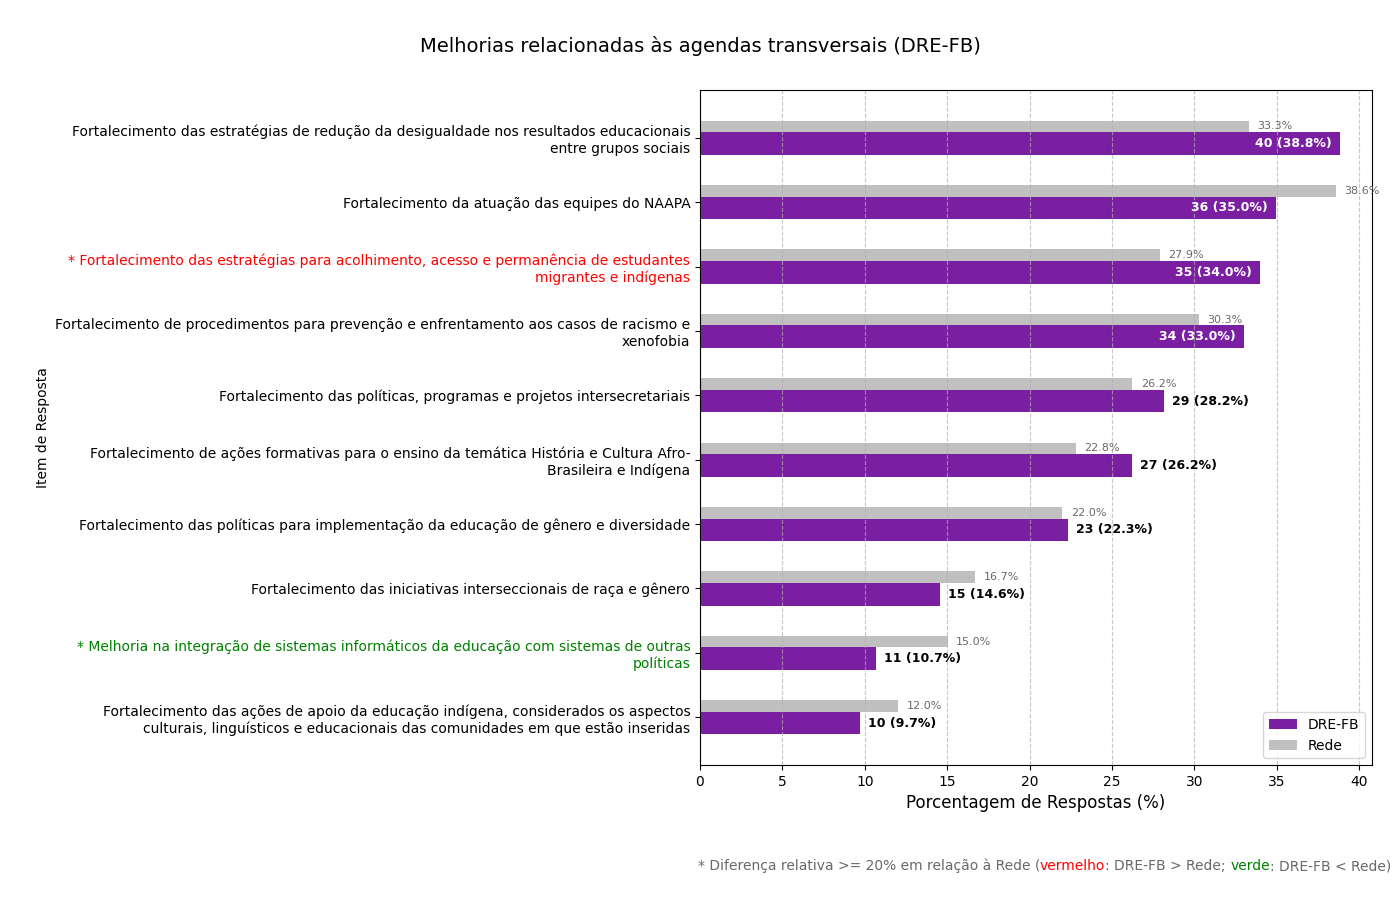 Melhorias relacionadas às agendas transversais (DRE-FB)
Item de Resposta
Fortalecimento das estratégias de redução da desigualdade nos resultados educacionais
entre grupos sociais
33.3%
40 (38.8%)
Fortalecimento da atuação das equipes do NAAPA
38.6%
36 (35.0%)
* Fortalecimento das estratégias para acolhimento, acesso e permanência de estudantes
migrantes e indígenas
27.9%
35 (34.0%)
Fortalecimento de procedimentos para prevenção e enfrentamento aos casos de racismo e
xenofobia
30.3%
34 (33.0%)
Fortalecimento das políticas, programas e projetos intersecretariais
26.2%
29 (28.2%)
Fortalecimento de ações formativas para o ensino da temática História e Cultura Afro-
Brasileira e Indígena
22.8%
27 (26.2%)
Fortalecimento das políticas para implementação da educação de gênero e diversidade
22.0%
23 (22.3%)
Fortalecimento das iniciativas interseccionais de raça e gênero
16.7%
15 (14.6%)
* Melhoria na integração de sistemas informáticos da educação com sistemas de outras
políticas
15.0%
11 (10.7%)
Fortalecimento das ações de apoio da educação indígena, considerados os aspectos
culturais, linguísticos e educacionais das comunidades em que estão inseridas
12.0%
10 (9.7%)
DRE-FB
Rede
0 5 10 15 20 25 30 35 40
Porcentagem de Respostas (%)
* Diferença relativa >= 20% em relação à Rede (vermelho: DRE-FB > Rede; verde: DRE-FB < Rede)